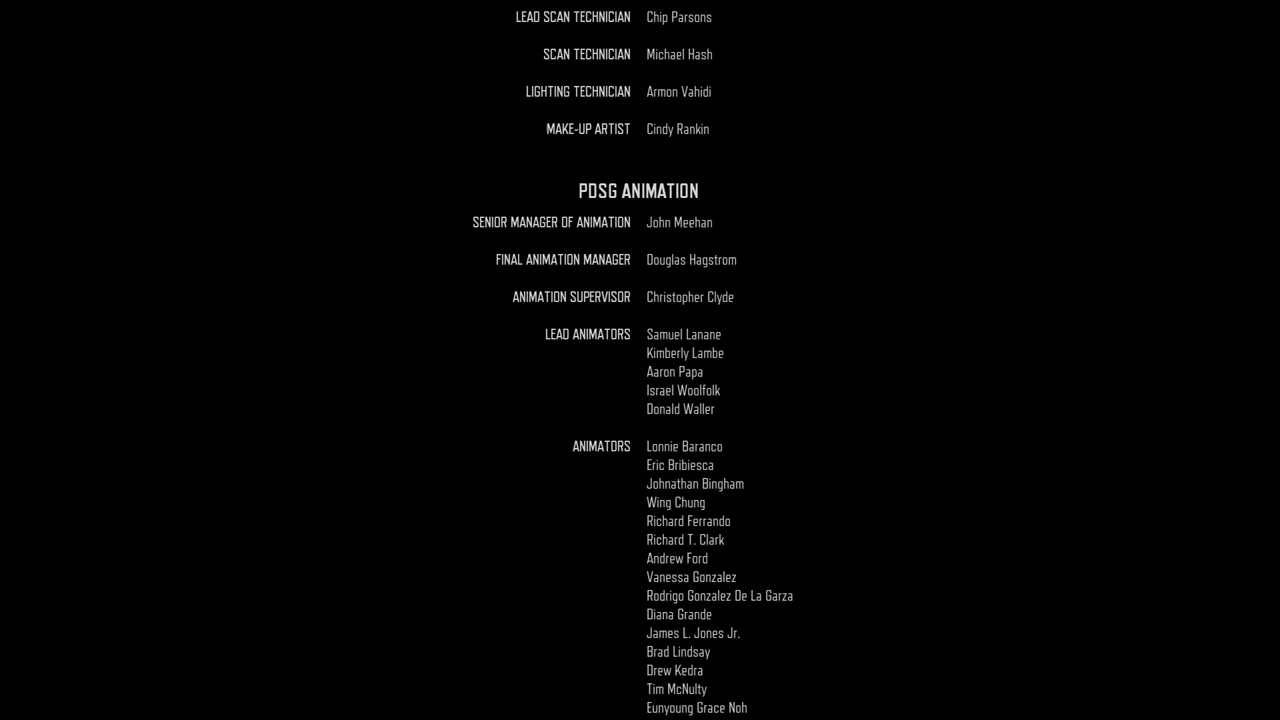 LEAD SCAN TECHNICIAN Chip Parsons
SCAN TECHNICIAN Michael Hash
LIGHTING TECHNICIAN Armon Vahidi
MAKE-UP ARTIST Cindy Rankin
PDSG ANIMATION
SENIOR MANAGER OF ANIMATION John Meehan
FINAL ANIMATION MANAGER Douglas Hagstrom
ANIMATION SUPERVISOR Christopher Clyde
LEAD ANIMATORS Samuel Lanane
Kimberly Lambe
Aaron Papa
Israel Woolfolk
Donald Waller
ANIMATORS Lonnie Baranco
Eric Bribiesca
Johnathan Bingham
Wing Chung
Richard Ferrando
Richard T. Clark
Andrew Ford
Vanessa Gonzalez
Rodrigo Gonzalez De La Garza
Diana Grande
James L. Jones Jr.
Brad Lindsay
Drew Kedra
Tim McNulty
Eunyoung Grace Noh